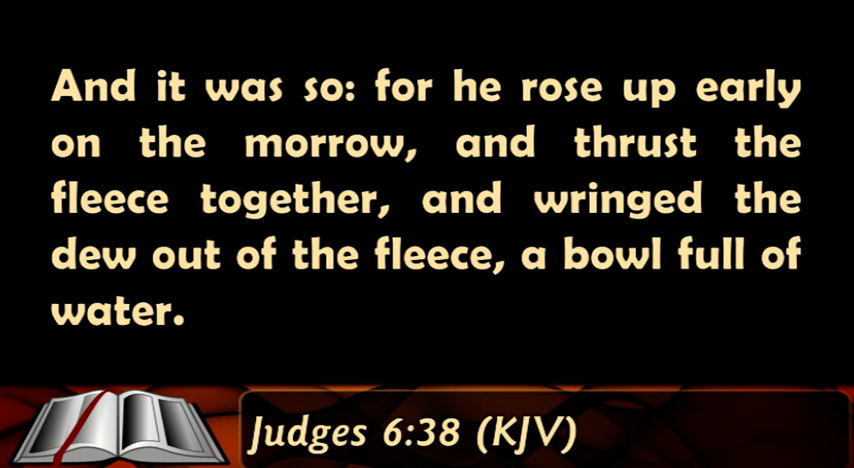 And it was so: for he rose up early
on the morrow, and thrust the
fleece together, and wringed the
dew out of the fleece, a bowl full of
water.
Judges 6:38 (KJV)